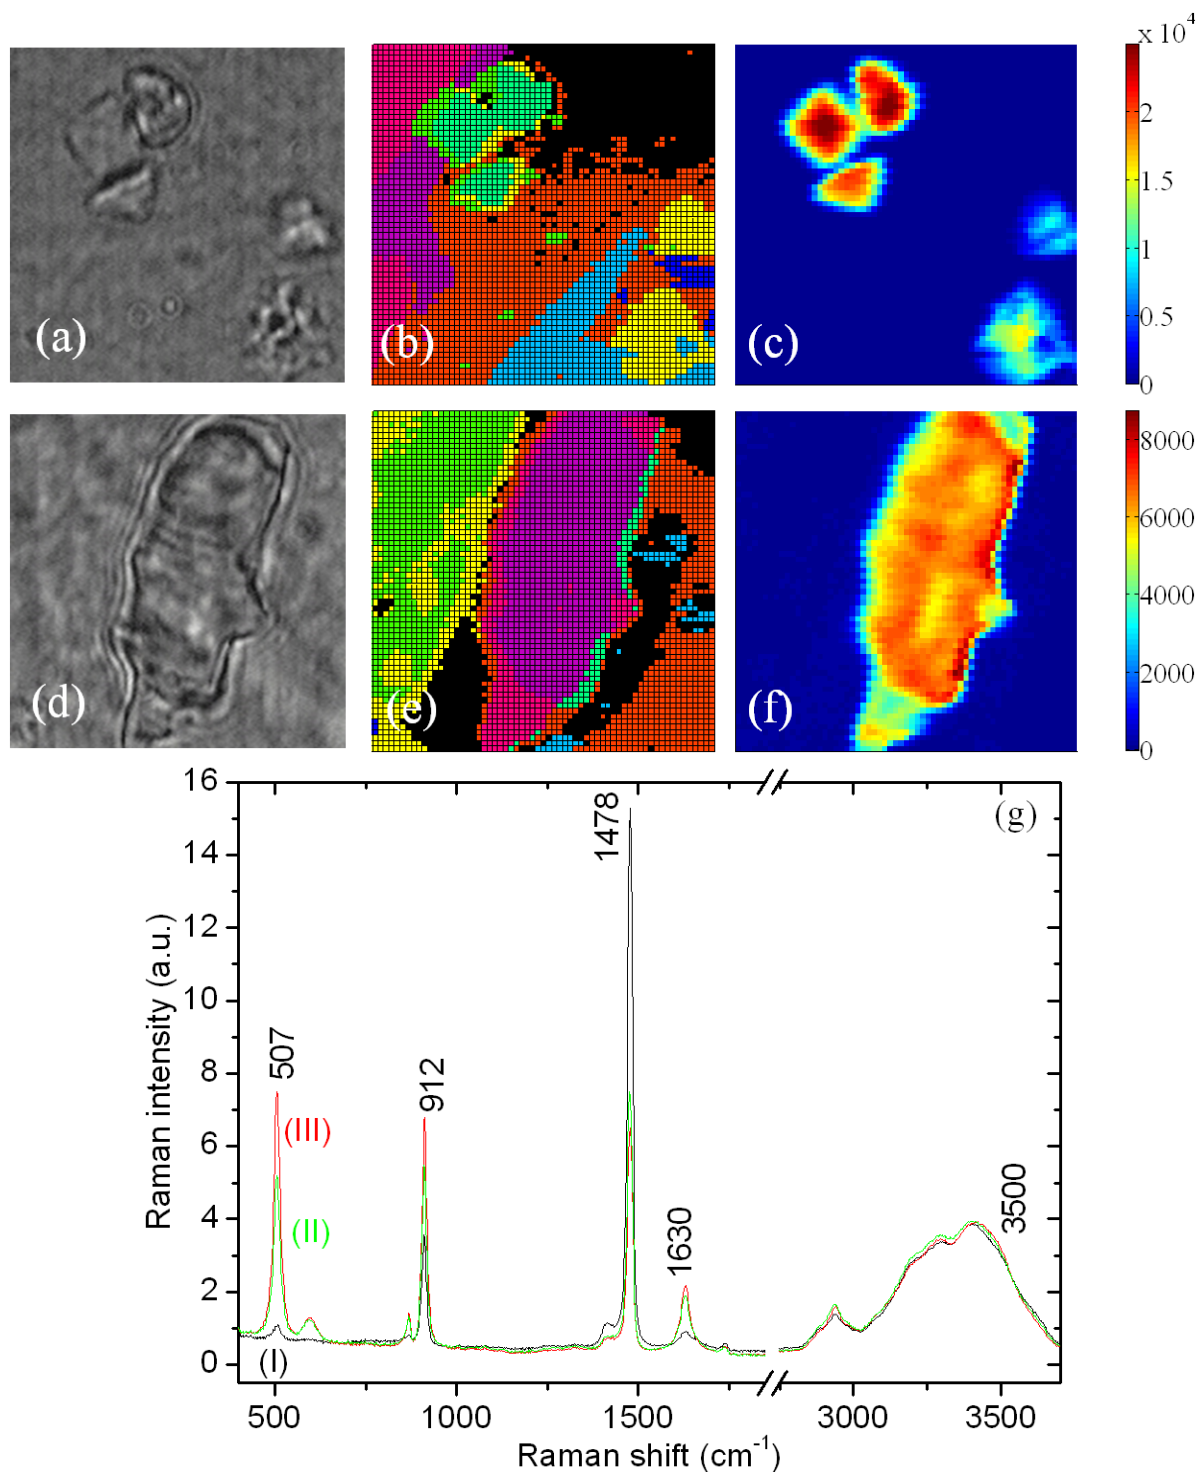 x 10^4
2
1.5
1
0.5
0
(a)
(b)
(c)
8000
6000
4000
2000
0
(d)
(e)
(f)
(g)
16
14
12
10
8
6
4
2
0
Raman intensity (a.u.)
507
912
1478
1630
3500
(III)
(II)
(I)
500
1000
1500
3000
3500
Raman shift (cm⁻¹)